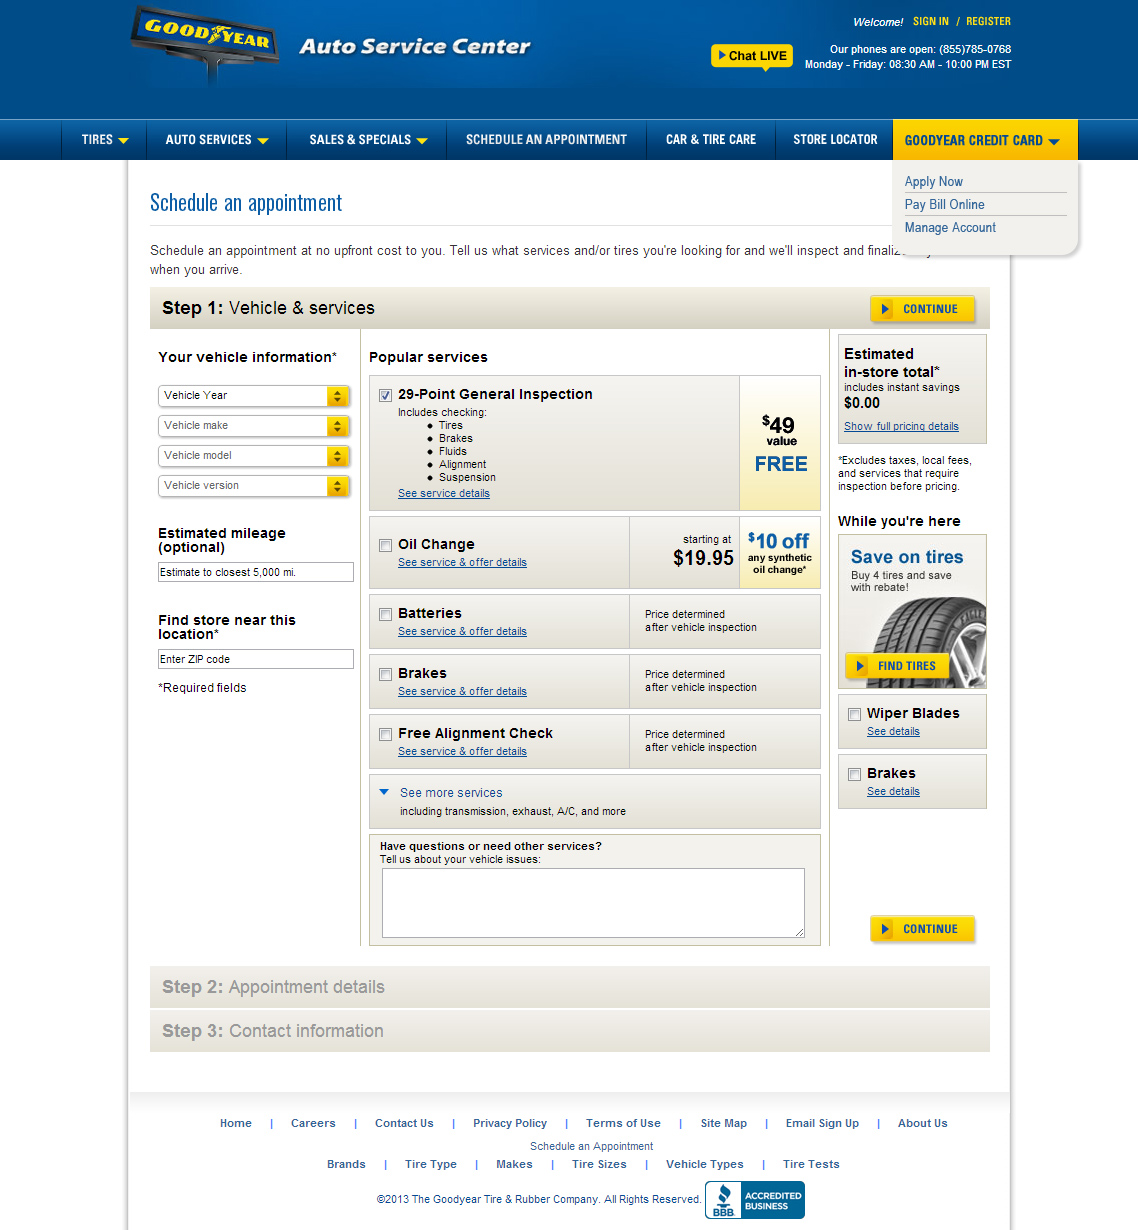 GOODYEAR
Auto Service Center
Welcome! SIGN IN / REGISTER
Chat LIVE
Our phones are open: (855)785-0768
Monday - Friday: 08:30 AM - 10:00 PM EST
TIRES
AUTO SERVICES
SALES & SPECIALS
SCHEDULE AN APPOINTMENT
CAR & TIRE CARE
STORE LOCATOR
GOODYEAR CREDIT CARD
Apply Now
Pay Bill Online
Manage Account
Schedule an appointment
Schedule an appointment at no upfront cost to you. Tell us what services and/or tires you're looking for and we'll inspect and
when you arrive.
Step 1: Vehicle & services
CONTINUE
Your vehicle information*
Vehicle Year
Vehicle make
Vehicle model
Vehicle version
Estimated mileage
(optional)
Estimate to closest 5,000 mi.
Find store near this
location*
Enter ZIP code
*Required fields
Popular services
29-Point General Inspection
Includes checking:
Tires
Brakes
Fluids
Alignment
Suspension
See service details
$49
value
FREE
Oil Change
See service & offer details
starting at
$19.95
$10 off
any synthetic
oil change*
Batteries
See service & offer details
Price determined
after vehicle inspection
Brakes
See service & offer details
Price determined
after vehicle inspection
Free Alignment Check
See service & offer details
Price determined
after vehicle inspection
See more services
including transmission, exhaust, A/C, and more
Have questions or need other services?
Tell us about your vehicle issues:
Estimated
in-store total*
includes instant savings
$0.00
Show full pricing details
*Excludes taxes, local fees,
and services that require
inspection before pricing.
While you're here
Save on tires
Buy 4 tires and save
with rebate!
FIND TIRES
Wiper Blades
See details
Brakes
See details
CONTINUE
Step 2: Appointment details
Step 3: Contact information
Home | Careers | Contact Us | Privacy Policy | Terms of Use | Site Map | Email Sign Up | About Us
Schedule an Appointment
Brands | Tire Type | Makes | Tire Sizes | Vehicle Types | Tire Tests
©2013 The Goodyear Tire & Rubber Company. All Rights Reserved.
BBB
ACCREDITED
BUSINESS